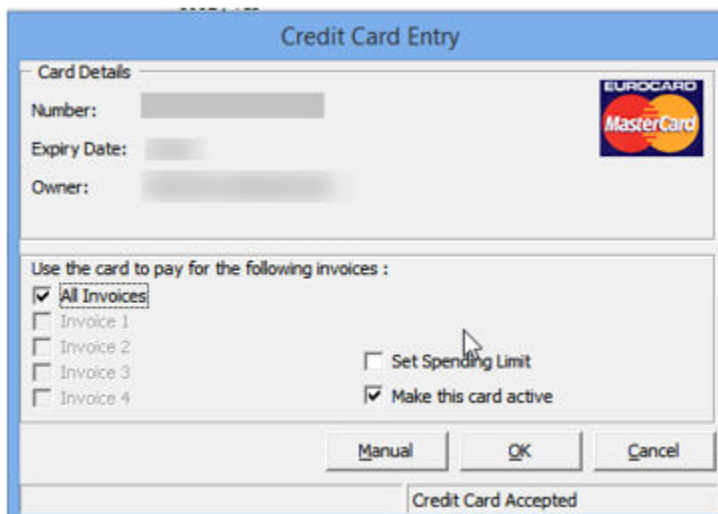 Credit Card Entry
Card Details
Number:
EUROCARD
MasterCard
Expiry Date:
Owner:
Use the card to pay for the following invoices :
All Invoices
Invoice 1
Invoice 2
Invoice 3
Invoice 4
Set Spending Limit
Make this card active
Manual OK Cancel
Credit Card Accepted